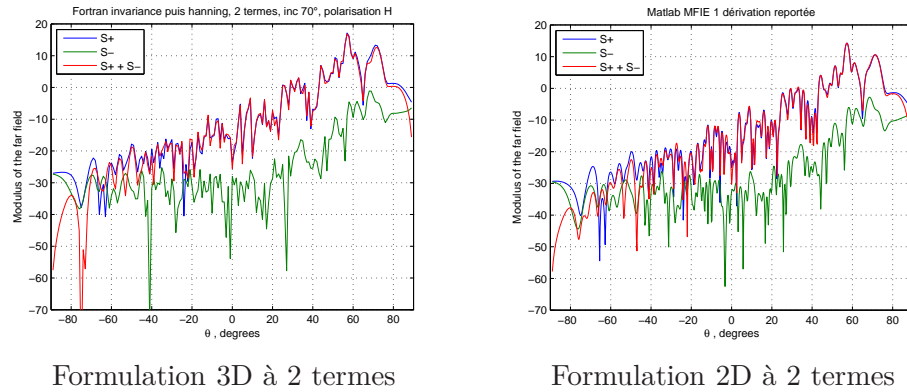 Fortran invariance puis hanning, 2 termes, inc 70°, polarisation H
S+
S−
S+ + S−
Modulus of the far field
20
10
0
−10
−20
−30
−40
−50
−60
−70
−80 −60 −40 −20 0 20 40 60 80
θ , degrees
Formulation 3D à 2 termes
Matlab MFIE 1 dérivation reportée
S+
S−
S+ + S−
Modulus of the far field
20
10
0
−10
−20
−30
−40
−50
−60
−70
−80 −60 −40 −20 0 20 40 60 80
θ , degrees
Formulation 2D à 2 termes